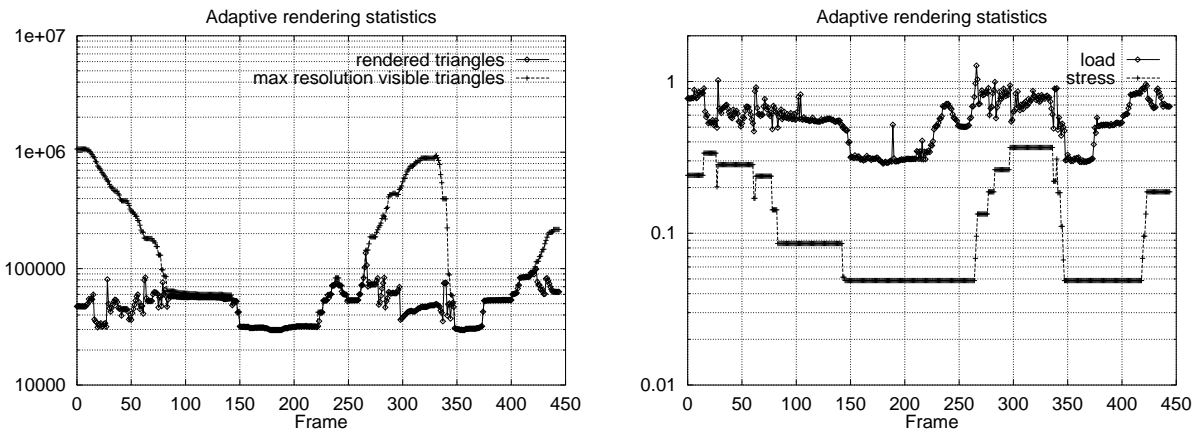 Adaptive rendering statistics
1e+07
1e+06
100000
10000
rendered triangles
max resolution visible triangles
0 50 100 150 200 250 300 350 400 450
Frame
Adaptive rendering statistics
1
0.1
0.01
load
stress
0 50 100 150 200 250 300 350 400 450
Frame